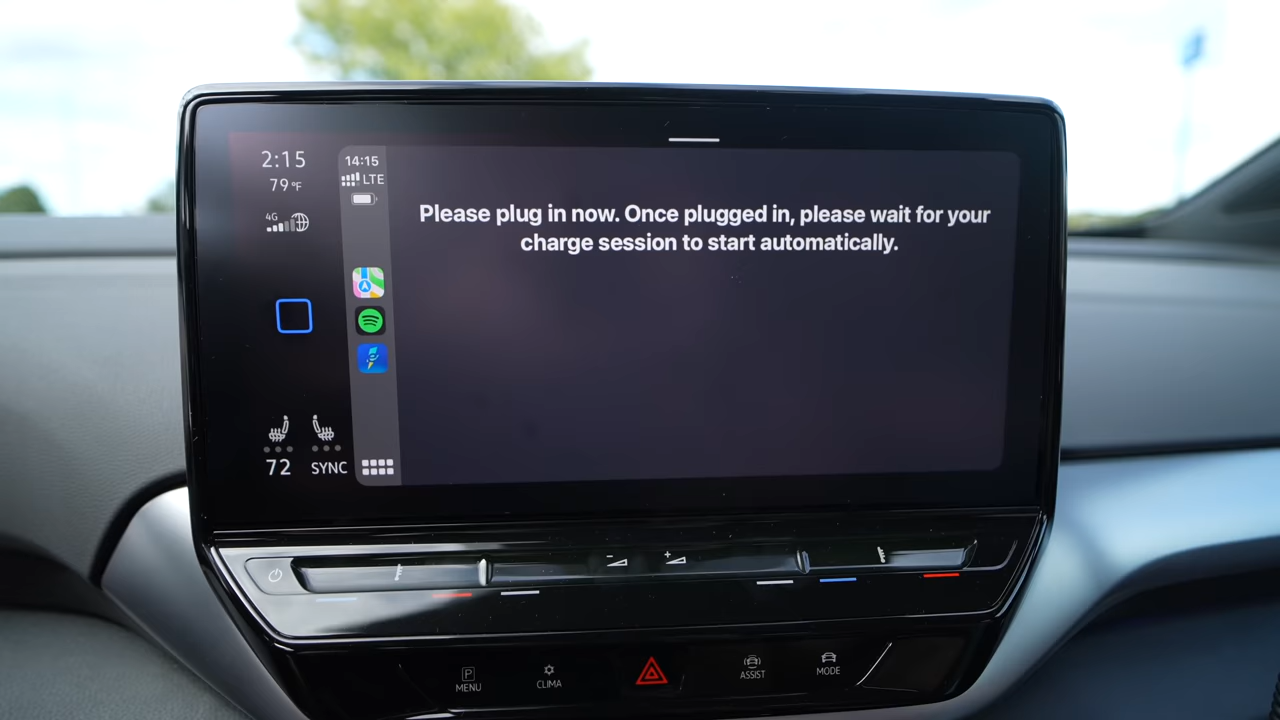 2:15
79°F
4G
14:15
LTE
Please plug in now. Once plugged in, please wait for your
charge session to start automatically.
72
SYNC
P
MENU
CLIMA
ASSIST
MODE